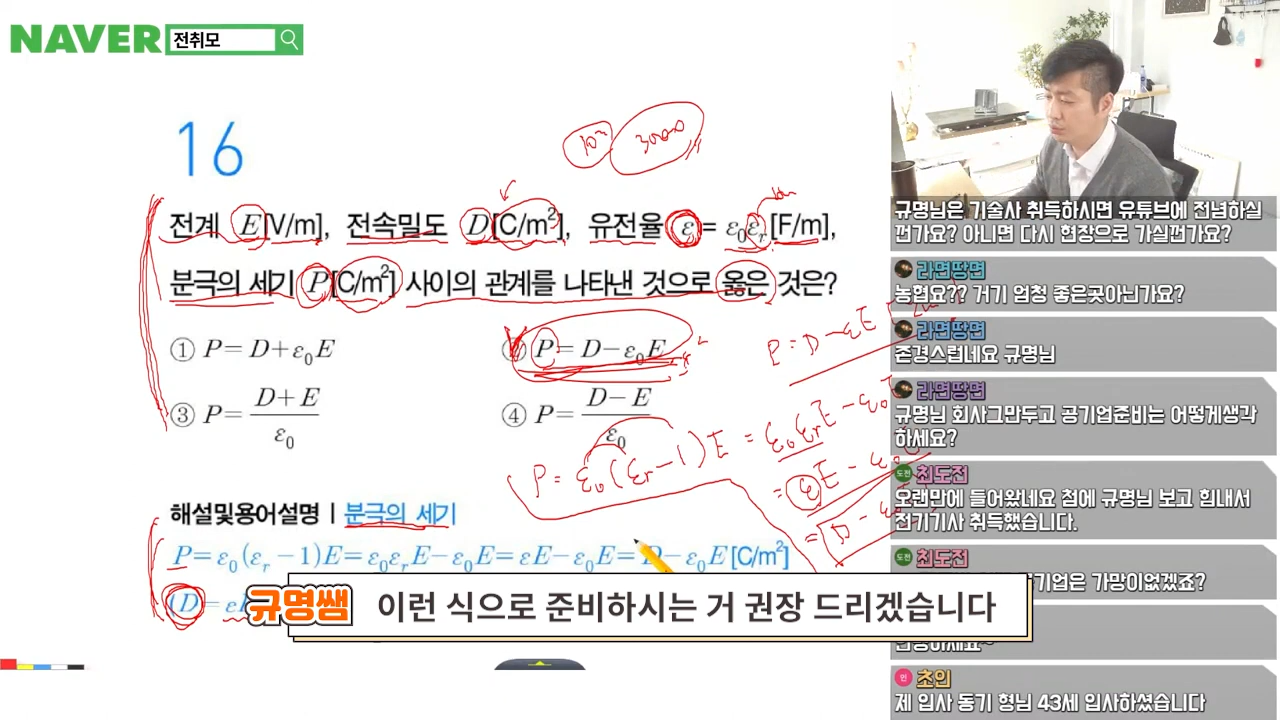 NAVER 전취모
16
10⁻²
전계 E[V/m], 전속밀도 D[C/m²], 유전율 ε = ε₀εᵣ [F/m],
분극의 세기 P[C/m²] 사이의 관계를 나타낸 것으로 옳은 것은?
① P = D + ε₀E
② P = D − ε₀E
③ P = (D + E)/ε₀
④ P = (D − E)/ε₀
P = ε₀(εᵣ − 1)E = ε₀εᵣE − ε₀E
= εE −
= D −
해설및용어설명 | 분극의 세기
P = ε₀(εᵣ − 1)E = ε₀εᵣE − ε₀E = εE − ε₀E = D − ε₀E [C/m²]
(D = ε
규명쌤 이런 식으로 준비하시는 거 권장 드리겠습니다
규명님은 기술사 취득하시면 유튜브에 전념하실
껀가요? 아니면 다시 현장으로 가실껀가요?
라면땅면
농협요?? 거기 엄청 좋은곳아닌가요?
라면땅면
존경스럽네요 규명님
라면땅면
규명님 회사그만두고 공기업준비는 어떻게생각
하세요?
도전 최도전
오랜만에 들어왔네요 첨에 규명님 보고 힘내서
전기기사 취득했습니다.
도전 최도전
기업은 가망이없겠죠?
민 초인
제 입사 동기 형님 43세 입사하셨습니다